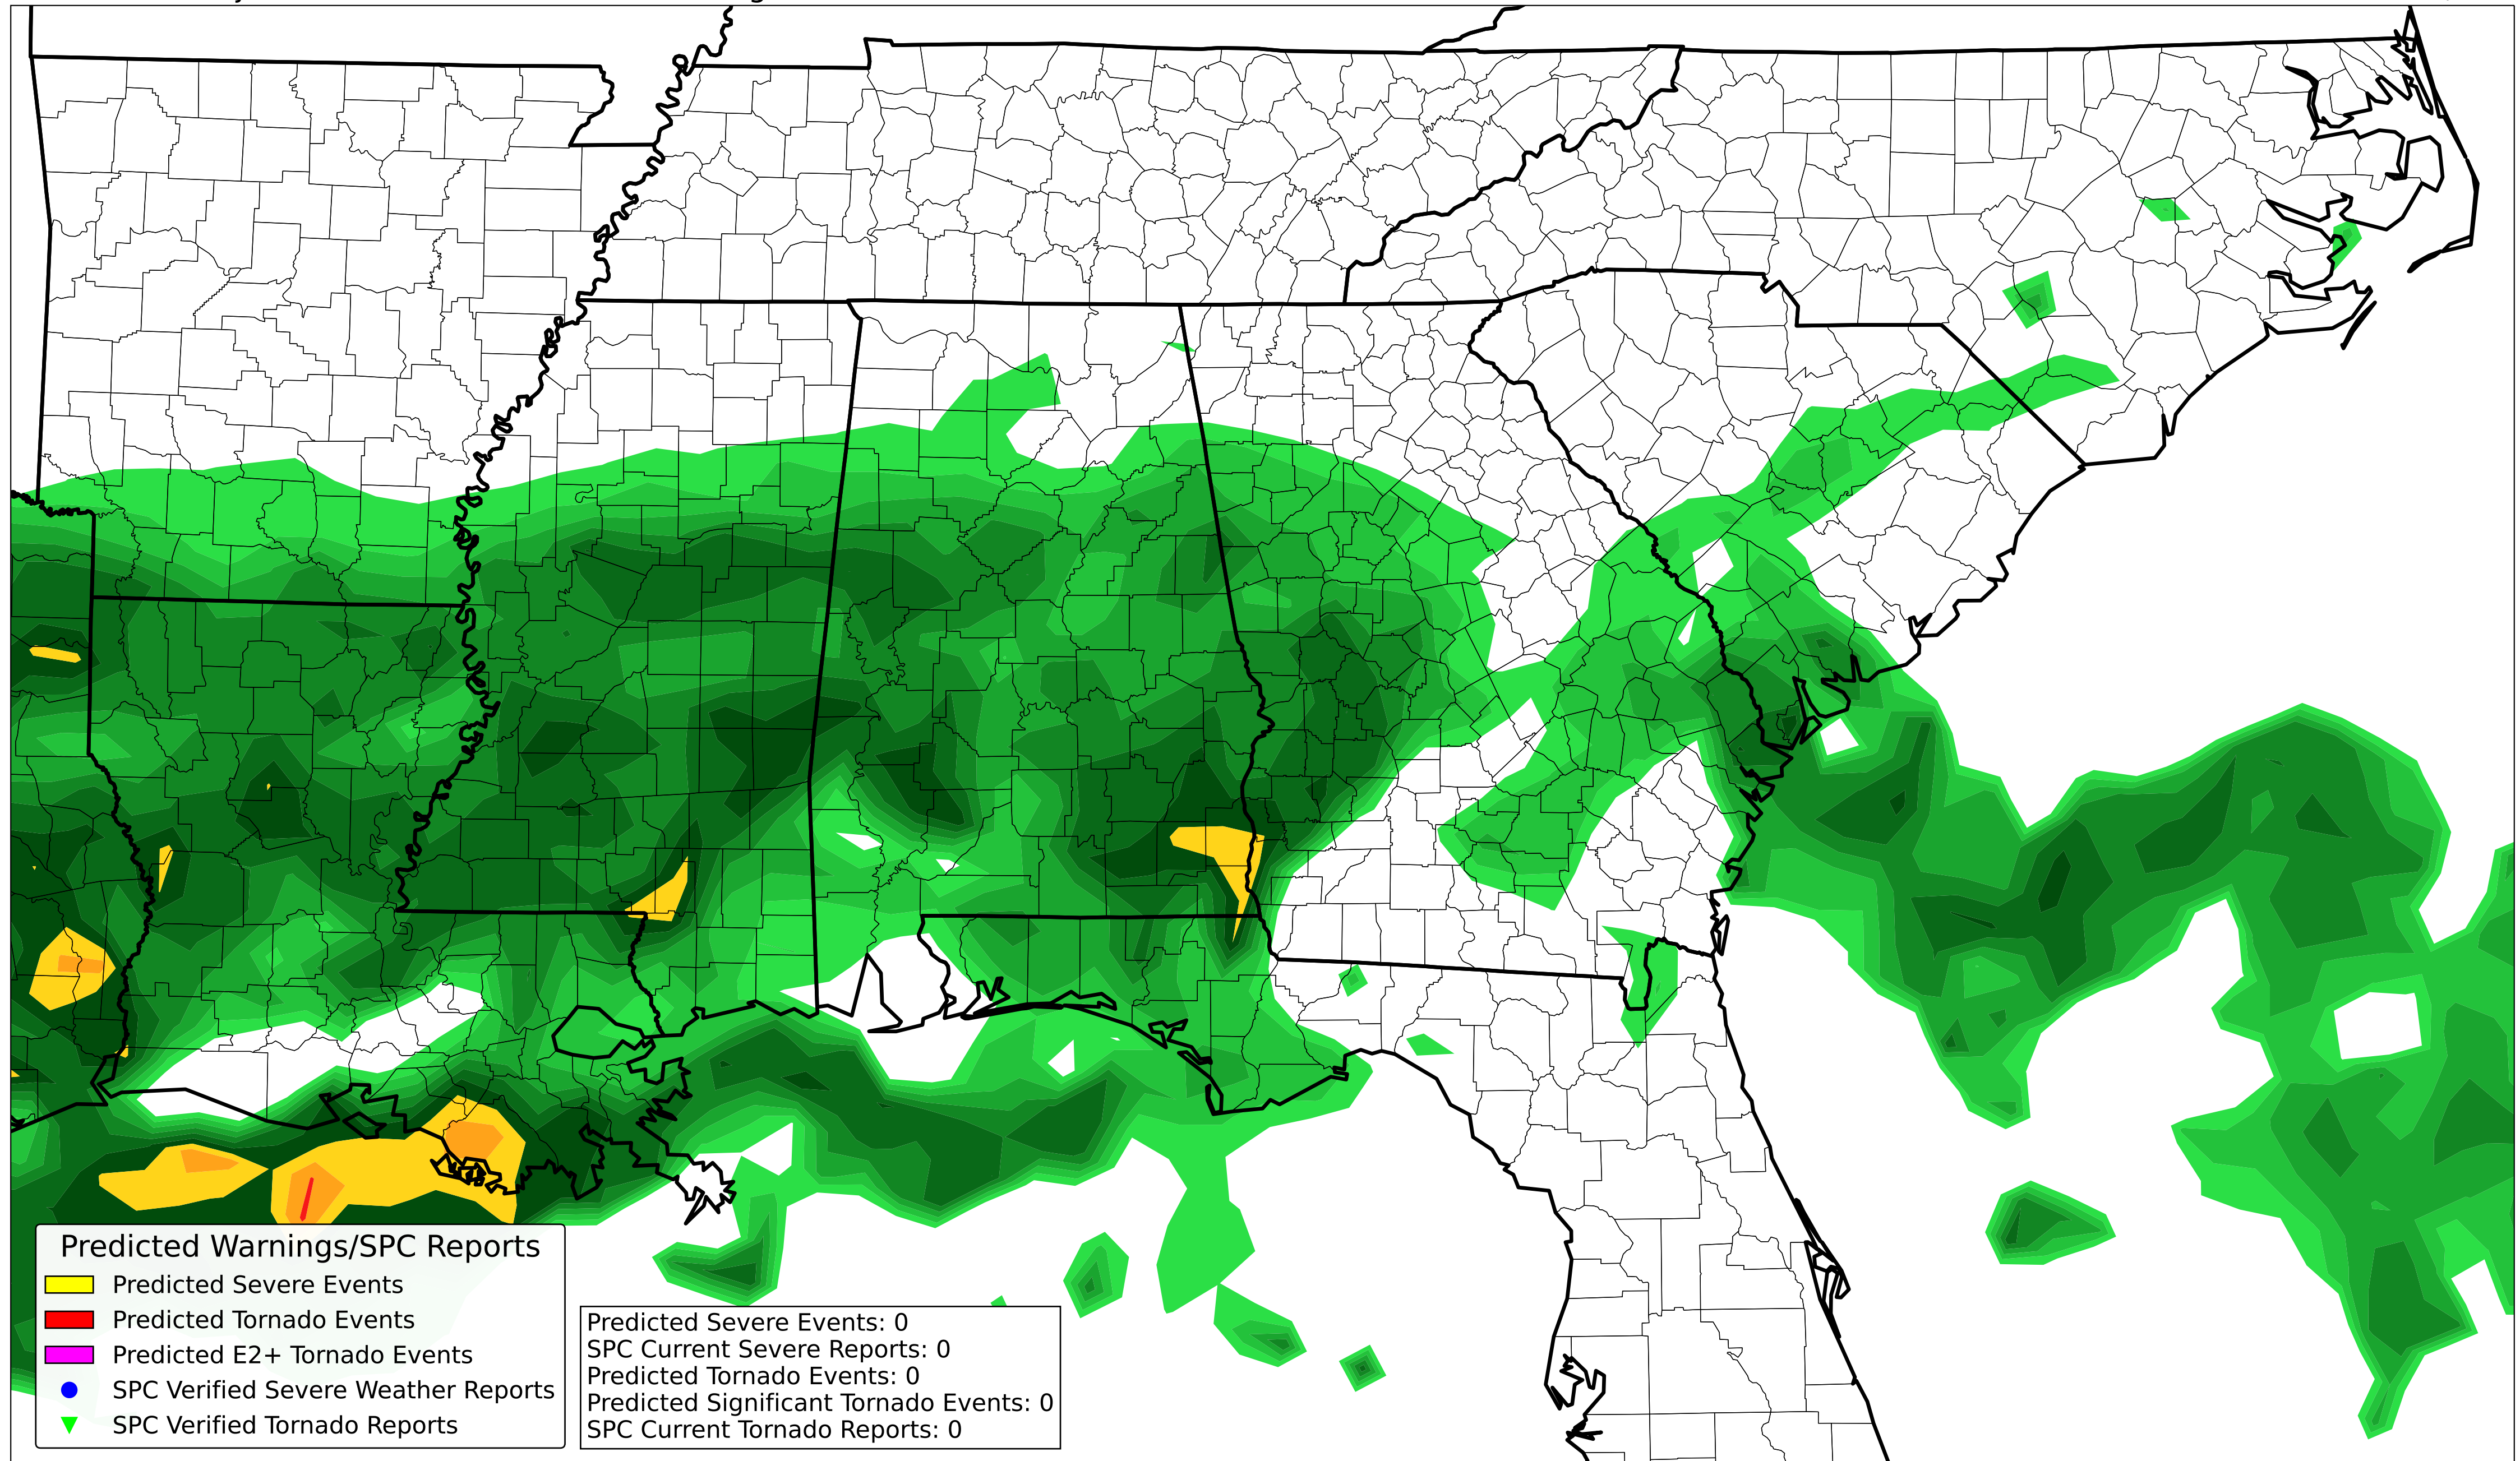 Predicted Warnings/SPC Reports
Predicted Severe Events
Predicted Tornado Events
Predicted E2+ Tornado Events
SPC Verified Severe Weather Reports
SPC Verified Tornado Reports
Predicted Severe Events: 0
SPC Current Severe Reports: 0
Predicted Tornado Events: 0
Predicted Significant Tornado Events: 0
SPC Current Tornado Reports: 0